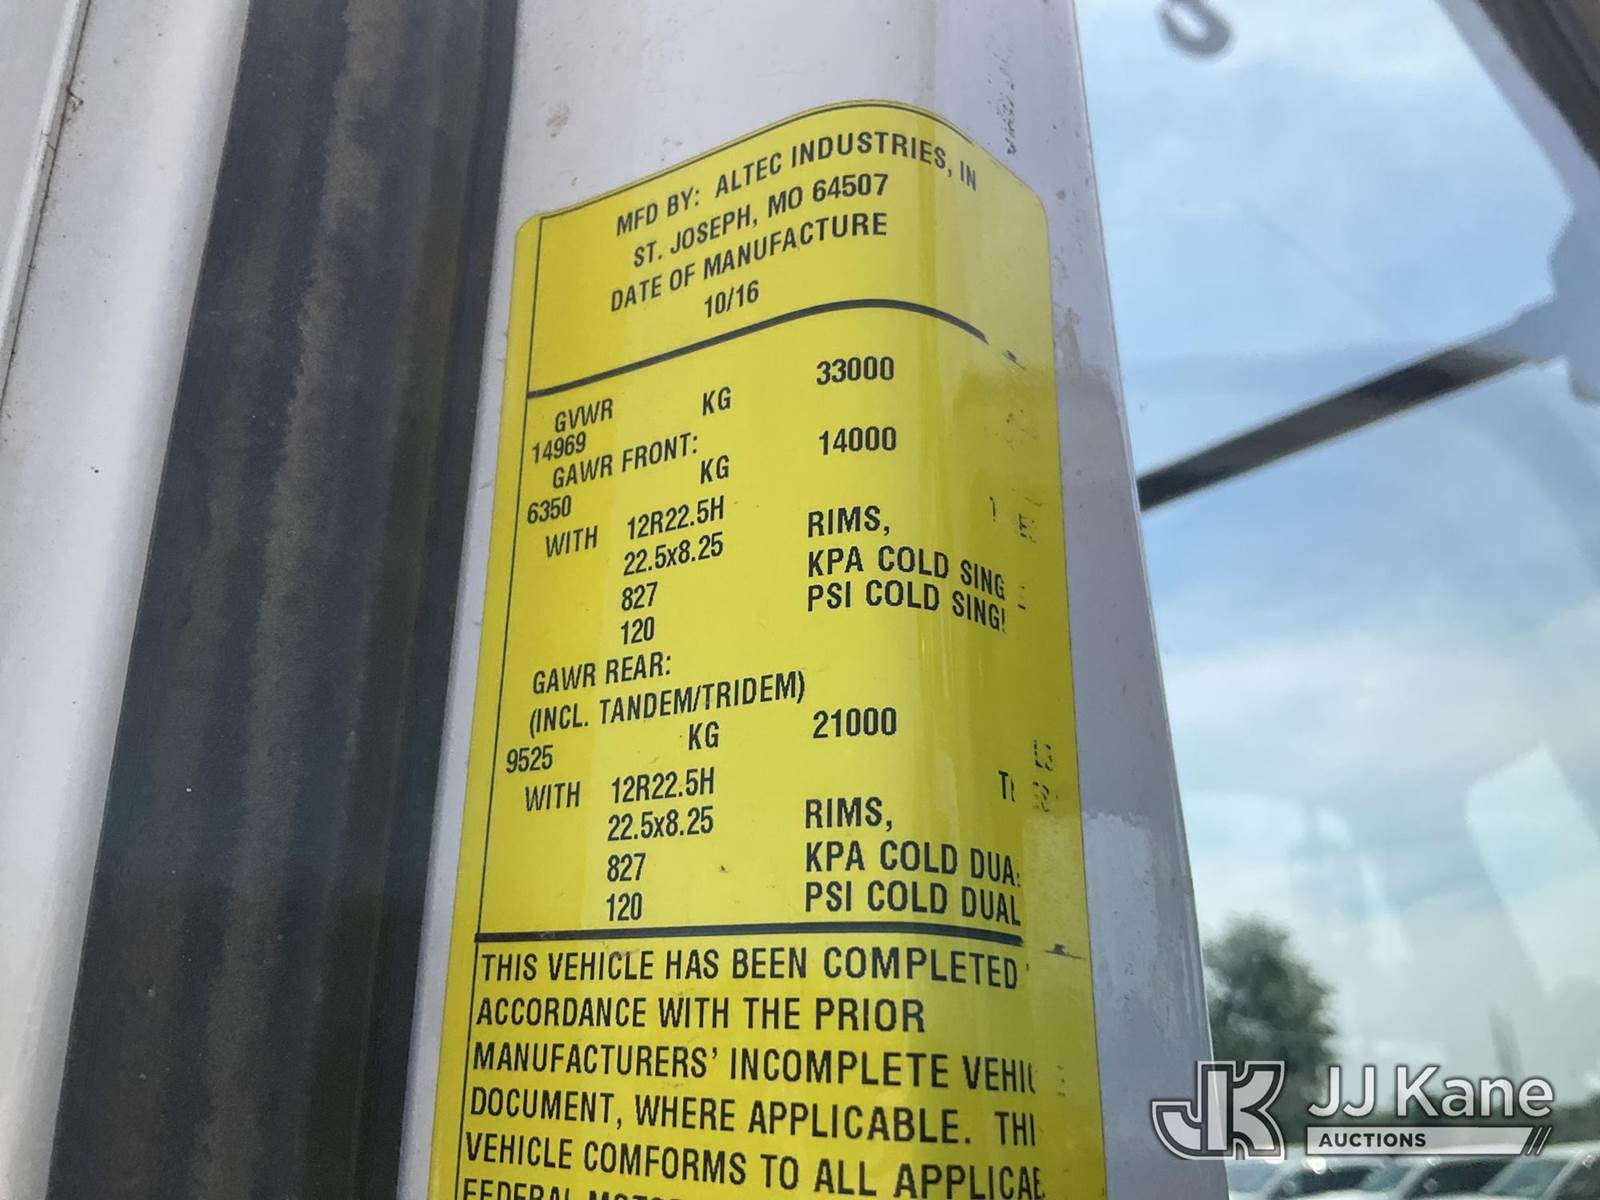 MFD BY: ALTEC INDUSTRIES, IN
ST. JOSEPH, MO 64507
DATE OF MANUFACTURE
10/16
GVWR KG 33000
14969
GAWR FRONT: 14000
6350 KG
WITH 12R22.5H
22.5x8.25 RIMS,
827 KPA COLD SING
120 PSI COLD SING
GAWR REAR:
(INCL. TANDEM/TRIDEM)
9525 KG 21000
WITH 12R22.5H
22.5x8.25 RIMS,
827 KPA COLD DUA
120 PSI COLD DUAL
THIS VEHICLE HAS BEEN COMPLETED
ACCORDANCE WITH THE PRIOR
MANUFACTURERS' INCOMPLETE VEHI
DOCUMENT, WHERE APPLICABLE. THI
VEHICLE COMFORMS TO ALL APPLICAB
FEDERAL
JK JJ Kane
AUCTIONS